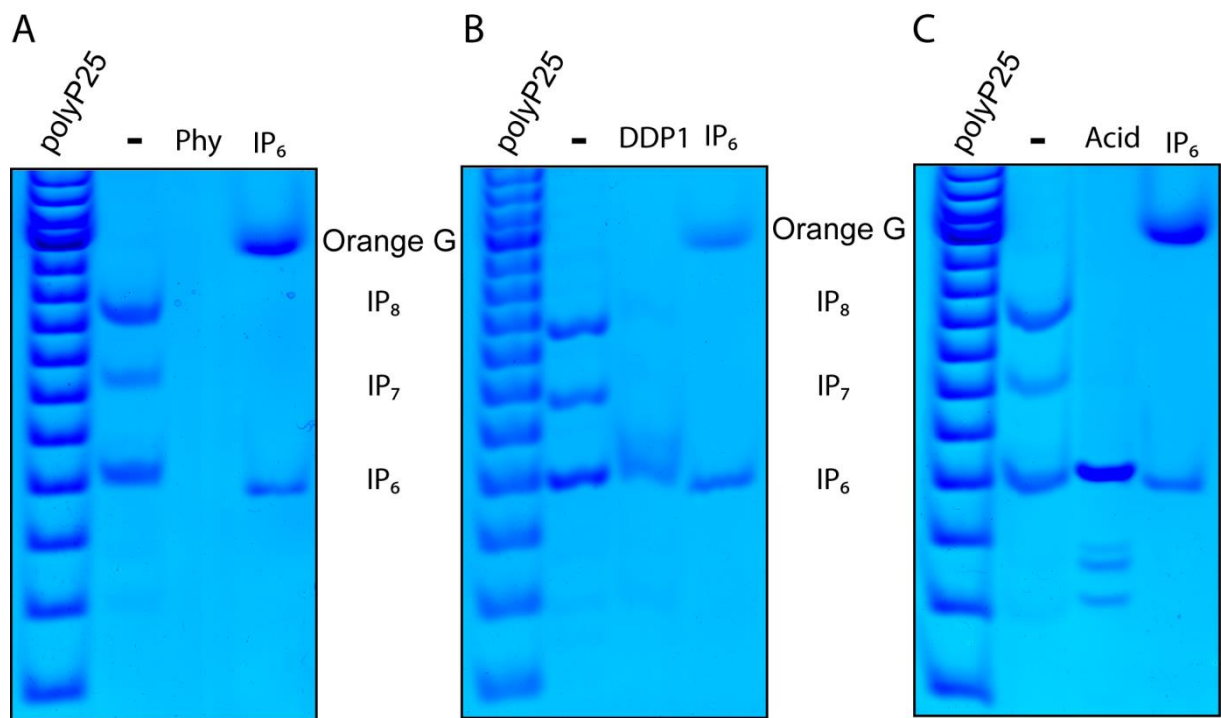 A
polyP25
-
Phy
IP₆
B
polyP25
-
DDP1
IP₆
C
polyP25
-
Acid
IP₆
Orange G
IP₈
IP₇
IP₆
Orange G
IP₈
IP₇
IP₆